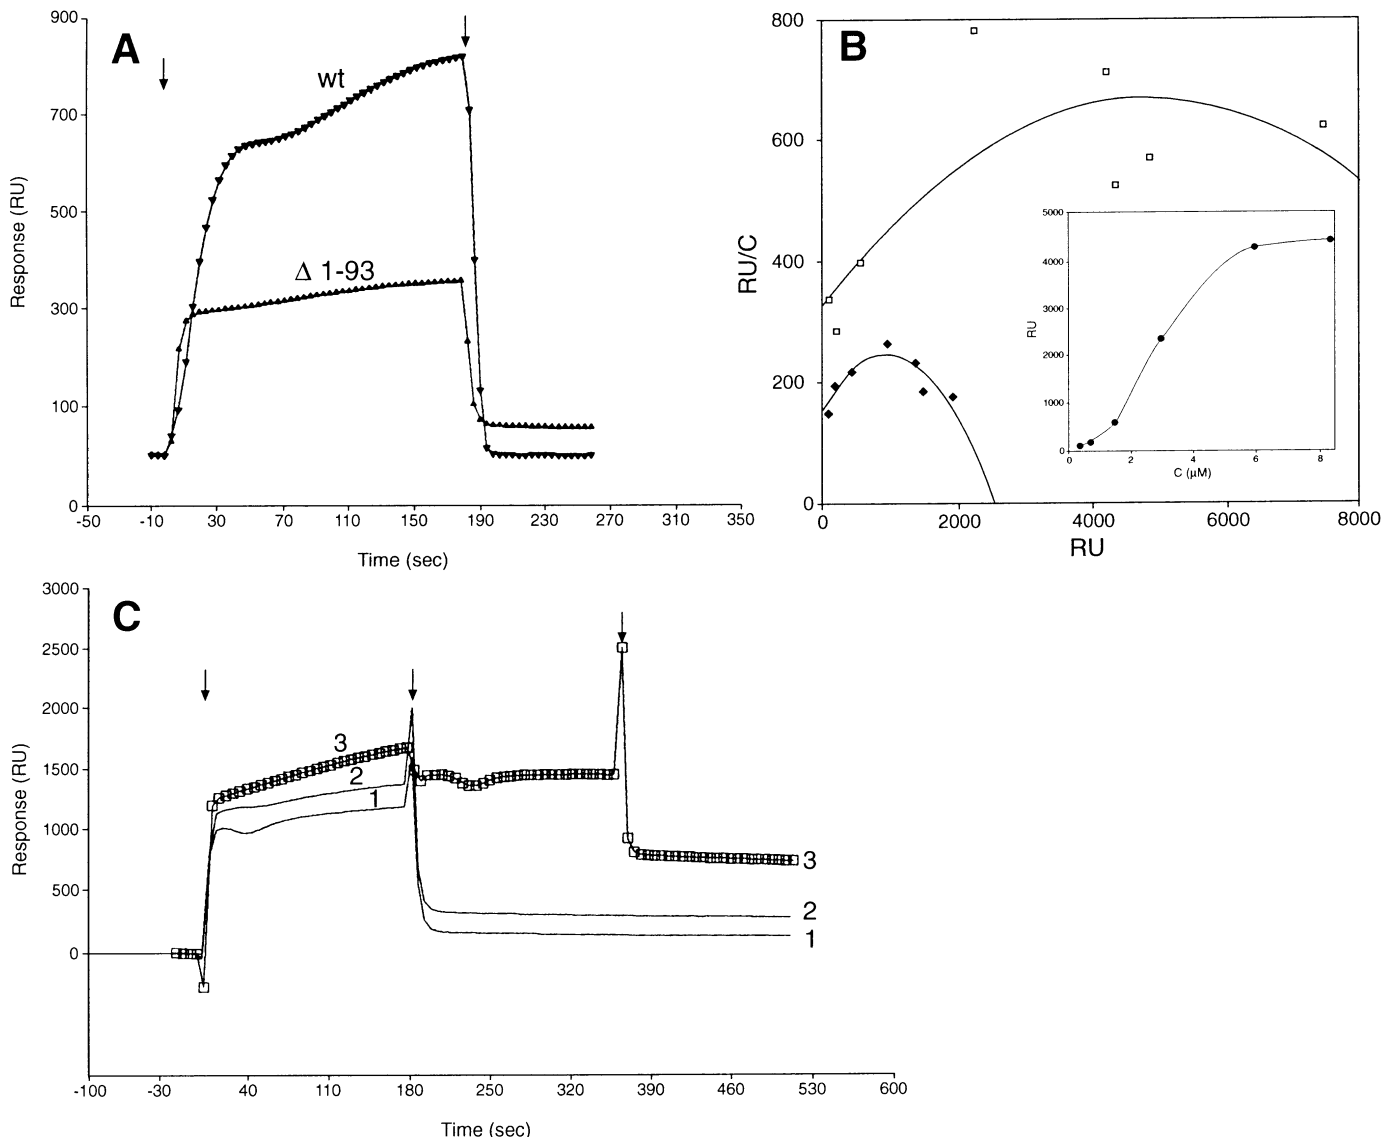 A
900
700
500
300
100
0
Response (RU)
wt
Δ 1-93
-50 -10 30 70 110 150 190 230 270 310 350
Time (sec)
B
800
600
400
200
0
RU/C
0 2000 4000 6000 8000
RU
5000
4000
3000
2000
1000
0
RU
0 2 4 6 8
C (μM)
C
3000
2500
2000
1500
1000
500
0
Response (RU)
3
2
1
3
2
1
-100 -30 40 110 180 250 320 390 460 530 600
Time (sec)